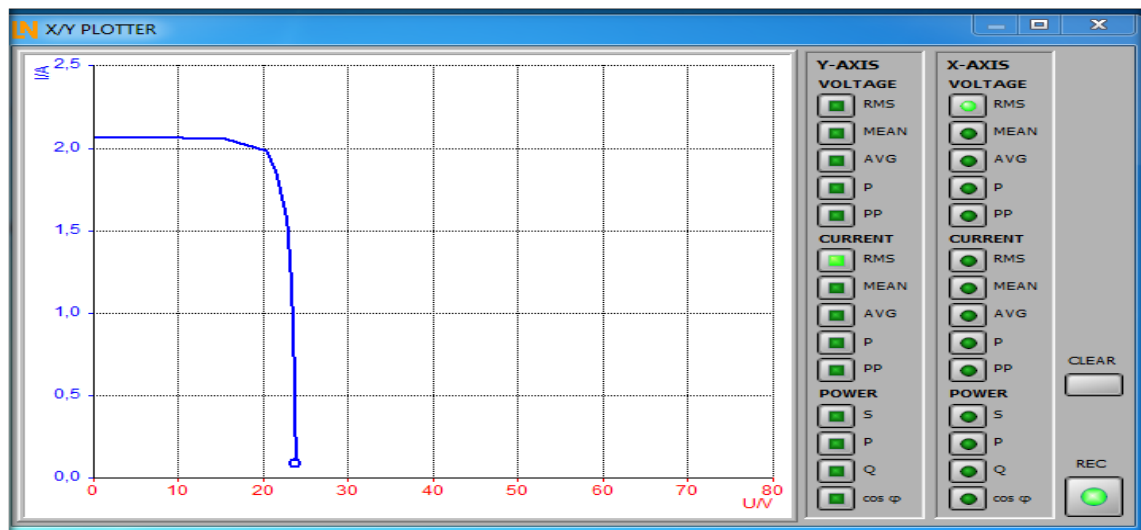 LN X/Y PLOTTER
I/A
2,5
2,0
1,5
1,0
0,5
0,0
0 10 20 30 40 50 60 70 80
U/V
Y-AXIS
VOLTAGE
RMS
MEAN
AVG
P
PP
CURRENT
RMS
MEAN
AVG
P
PP
POWER
S
P
Q
cos φ
X-AXIS
VOLTAGE
RMS
MEAN
AVG
P
PP
CURRENT
RMS
MEAN
AVG
P
PP
POWER
S
P
Q
cos φ
CLEAR
REC